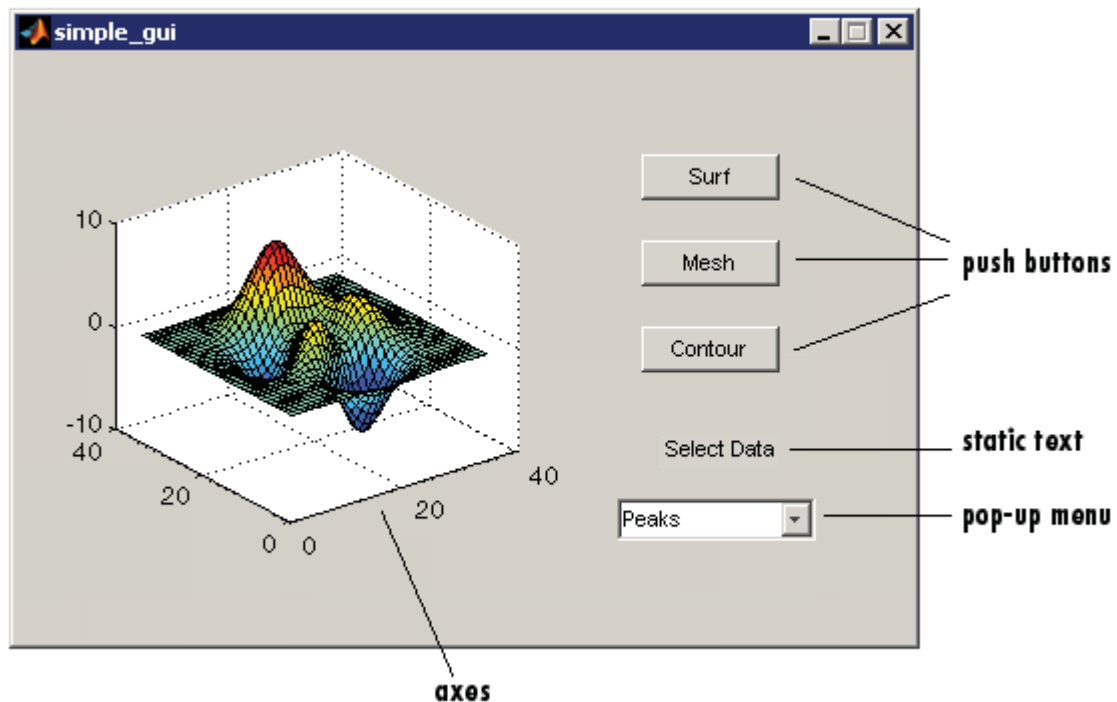 simple_gui
Surf
Mesh
Contour
push buttons
Select Data
static text
Peaks
pop-up menu
10
0
-10
40
20
0
0
20
40
axes